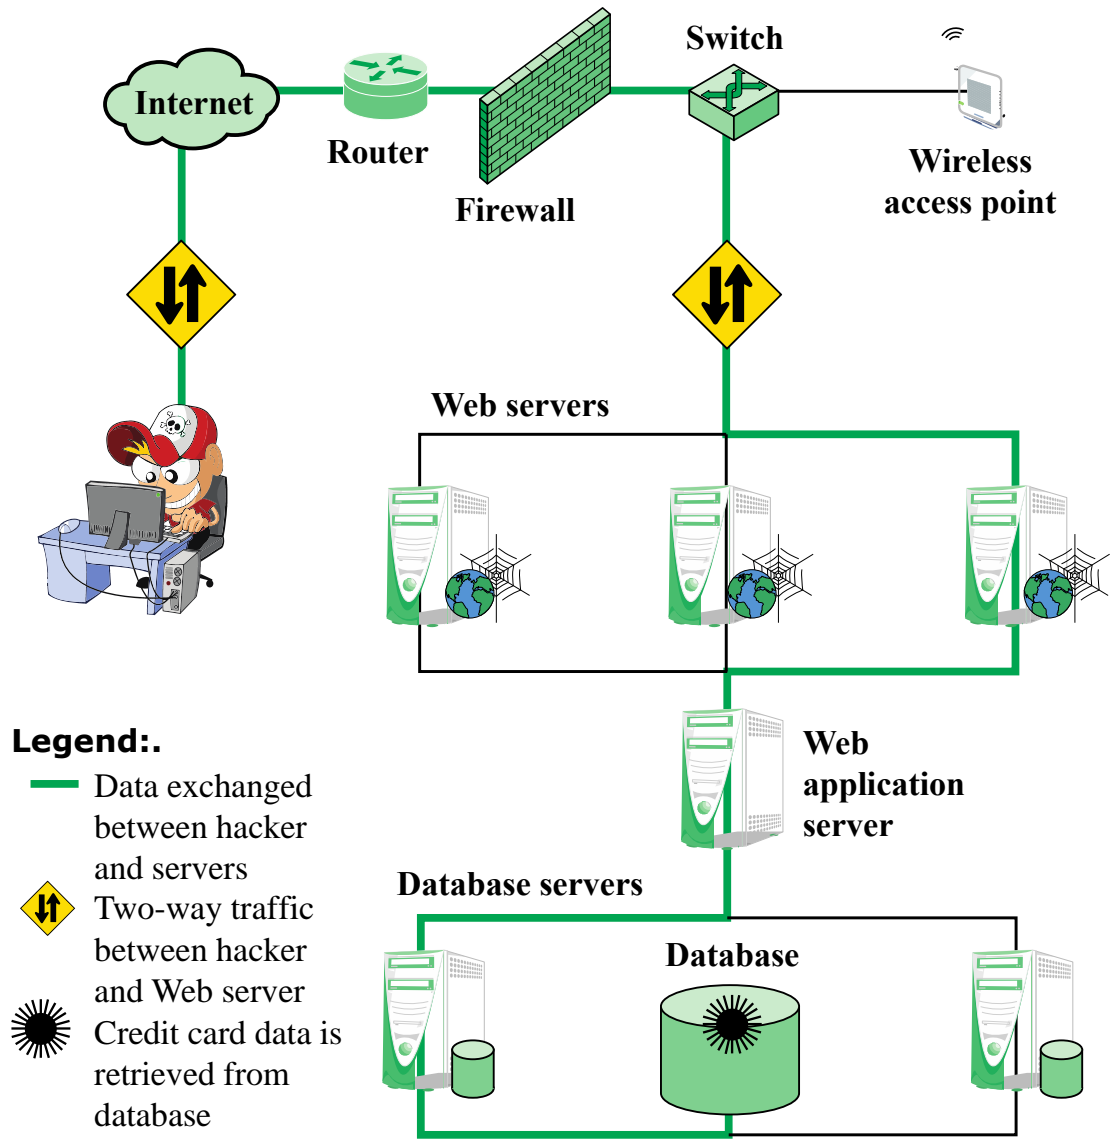 Switch
Internet
Router
Wireless
access point
Firewall
Web servers
Legend:.
Data exchanged
between hacker
and servers
Two-way traffic
between hacker
and Web server
Credit card data is
retrieved from
database
Web
application
server
Database servers
Database